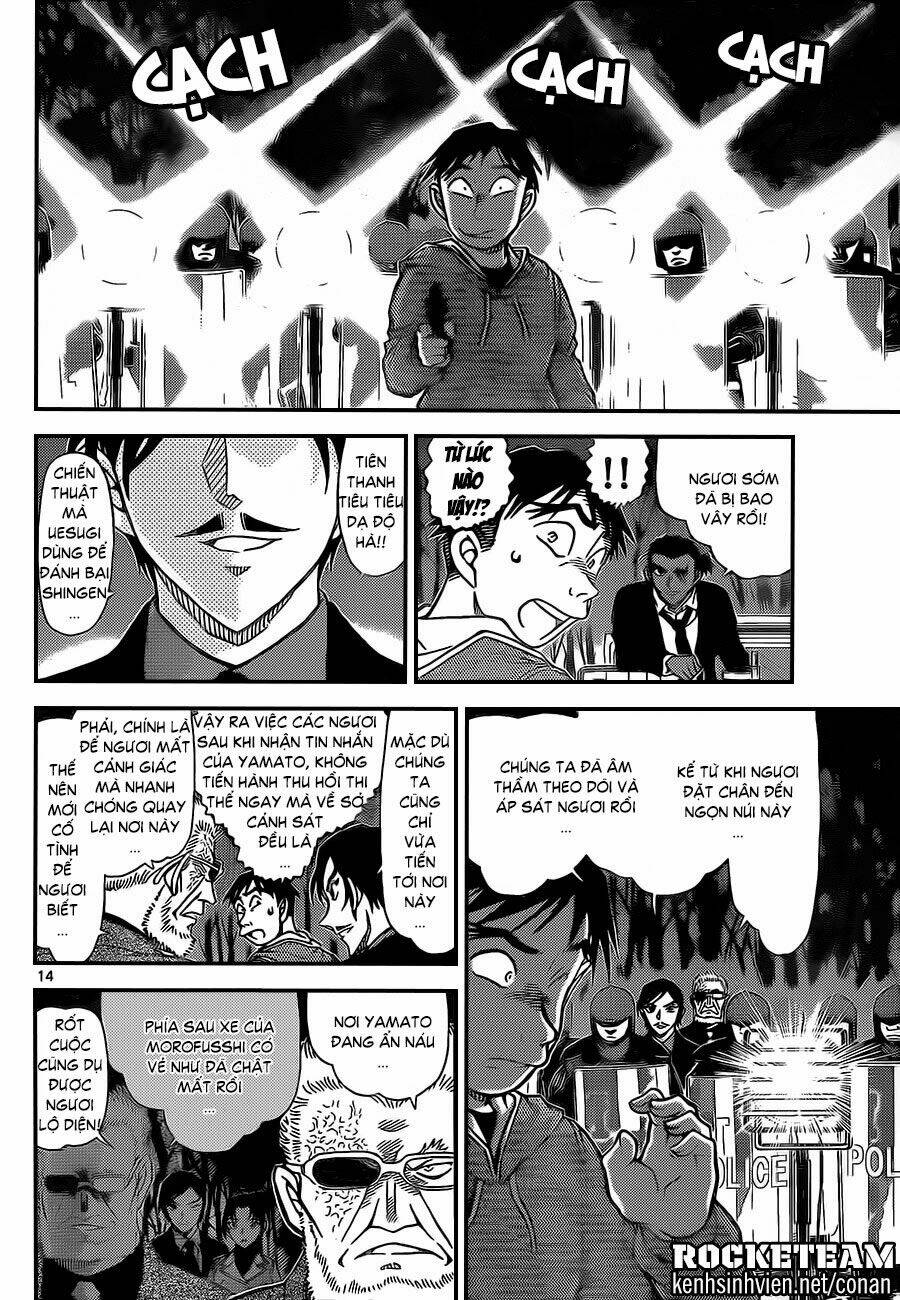 CẠCH
CẠCH
CẠCH
NGƯƠI SỚM
ĐÃ BỊ BAO
VÂY RỒI!
!!
TỪ LÚC
NÀO
VẬY!?
TIÊN
THANH
TIÊU TIÊU
DẠ ĐỘ
HÀ!!
CHIẾN
THUẬT
MÀ
UESUGI
DÙNG ĐỂ
ĐÁNH BẠI
SHINGEN
...
KỂ TỪ KHI NGƯƠI
ĐẶT CHÂN ĐẾN
NGỌN NÚI NÀY
...
CHÚNG TA ĐÃ ÂM
THẦM THEO DÕI VÀ
ÁP SÁT NGƯƠI RỒI
...
MẶC DÙ
CHÚNG
TA
CŨNG
CHỈ
VỪA
TIẾN
TỚI NƠI
NÀY
...
VẬY RA VIỆC CÁC NGƯƠI
SAU KHI NHẬN TIN NHẮN
CỦA YAMATO, KHÔNG
TIẾN HÀNH THU HỒI THI
THỂ NGAY MÀ VỀ SỞ
CẢNH SÁT
ĐỀU LÀ ...
PHẢI, CHÍNH LÀ
ĐỂ NGƯƠI MẤT
CẢNH GIÁC
MÀ NHANH
CHÓNG QUAY
LẠI NƠI NÀY
...
THẾ
NÊN
MỚI
CỐ
TÌNH
ĐỂ
NGƯƠI
BIẾT
...
14
NƠI YAMATO
ĐANG ẨN NÁU
...
PHÍA SAU XE CỦA
MOROFUSSHI CÓ
VẺ NHƯ ĐÃ CHẬT
MẤT RỒI
...
RỐT
CUỘC
CŨNG DỤ
ĐƯỢC
NGƯƠI
LỘ DIỆN!
T
OLICE
POL
ROCKETEAM
kenhsinhvien.net/conan